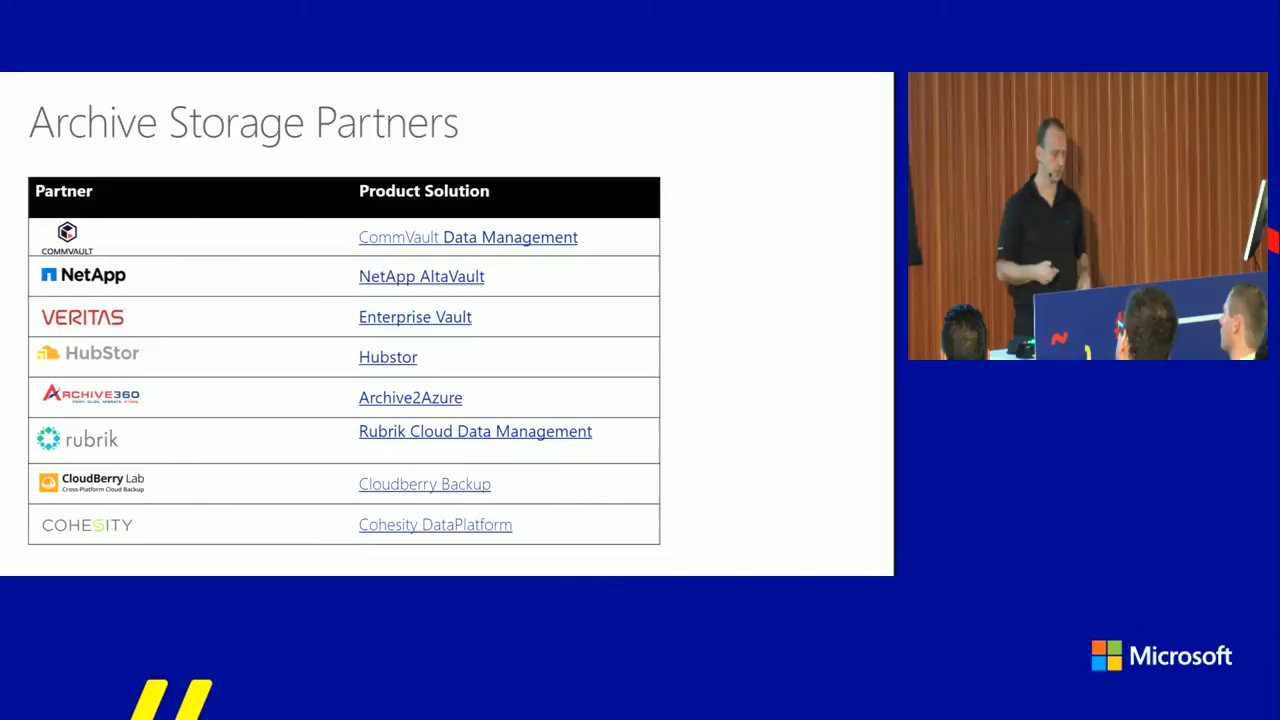 Archive Storage Partners
Partner Product Solution
COMMVAULT CommVault Data Management
NetApp NetApp AltaVault
VERITAS Enterprise Vault
HubStor Hubstor
ARCHIVE360 Archive2Azure
rubrik Rubrik Cloud Data Management
CloudBerry Lab Cloudberry Backup
Cross-Platform Cloud Backup
COHESITY Cohesity DataPlatform
Microsoft